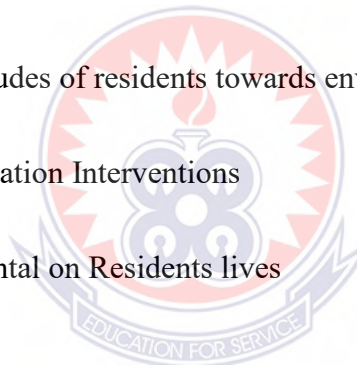 udes of residents towards env
ation Interventions
ntal on Residents lives
EDUCATION FOR SERVICE